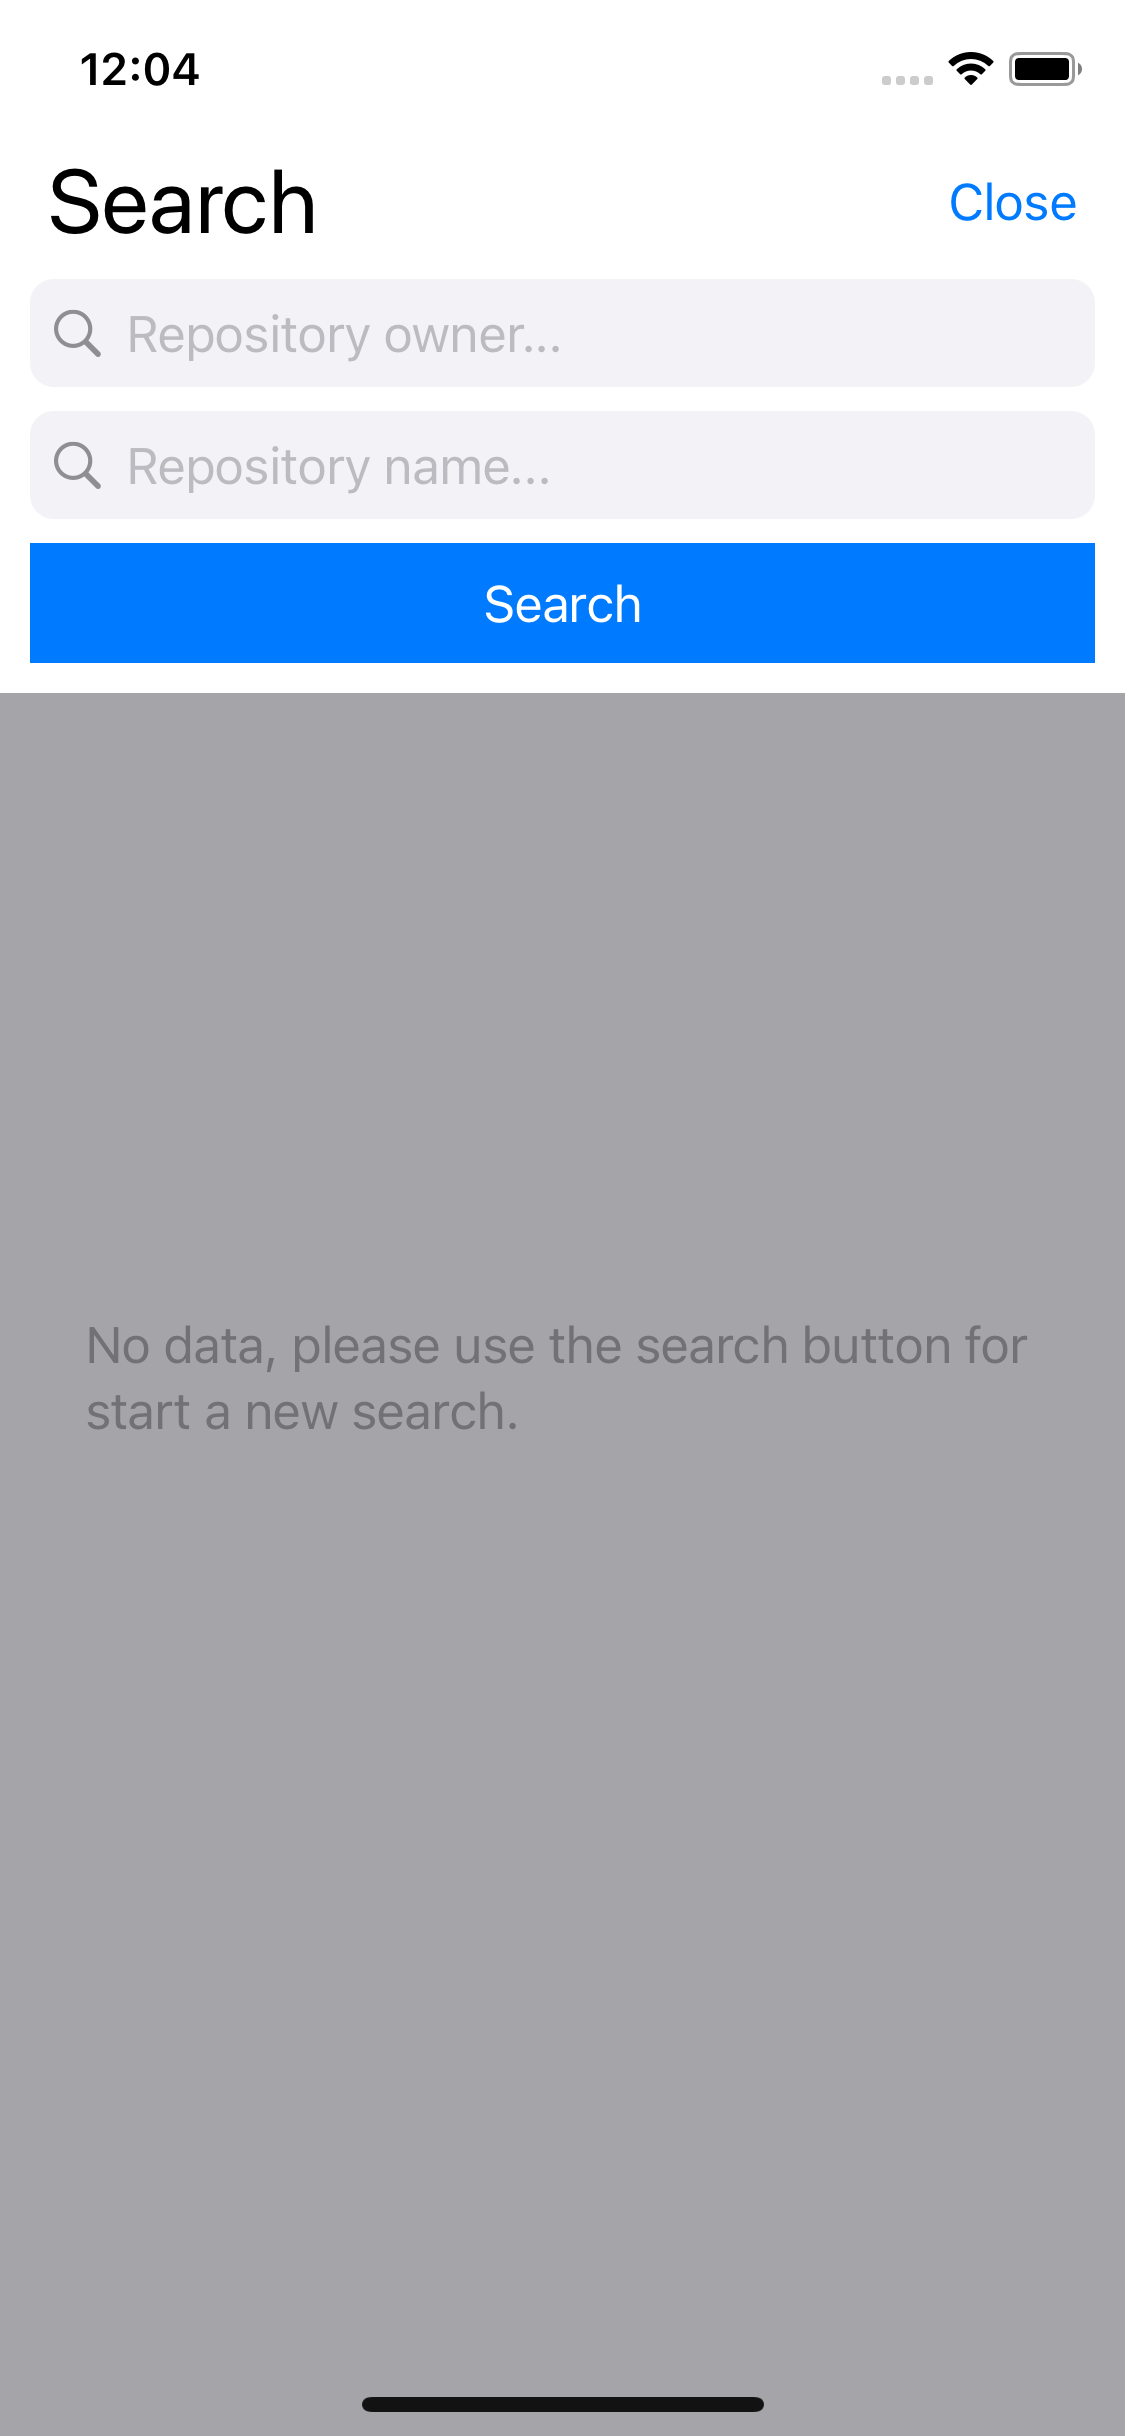 12:04
Search
Close
Repository owner...
Repository name...
Search
No data, please use the search button for
start a new search.